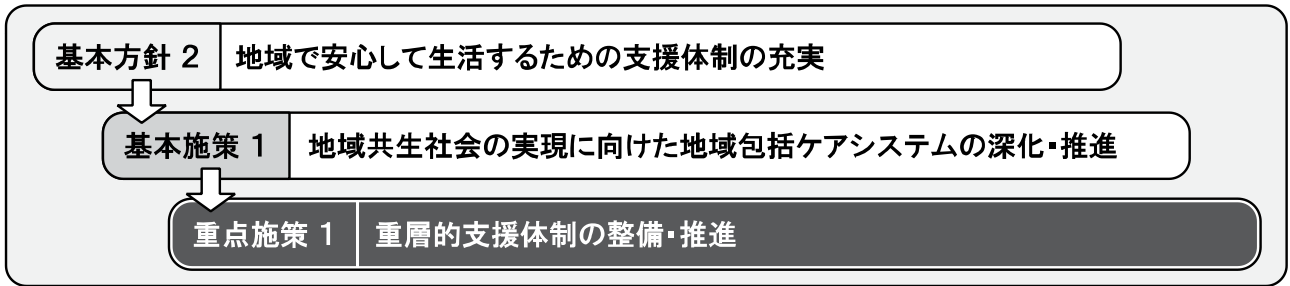 基本方針 2 地域で安心して生活するための支援体制の充実
基本施策 1 地域共生社会の実現に向けた地域包括ケアシステムの深化・推進
重点施策 1 重層的支援体制の整備・推進